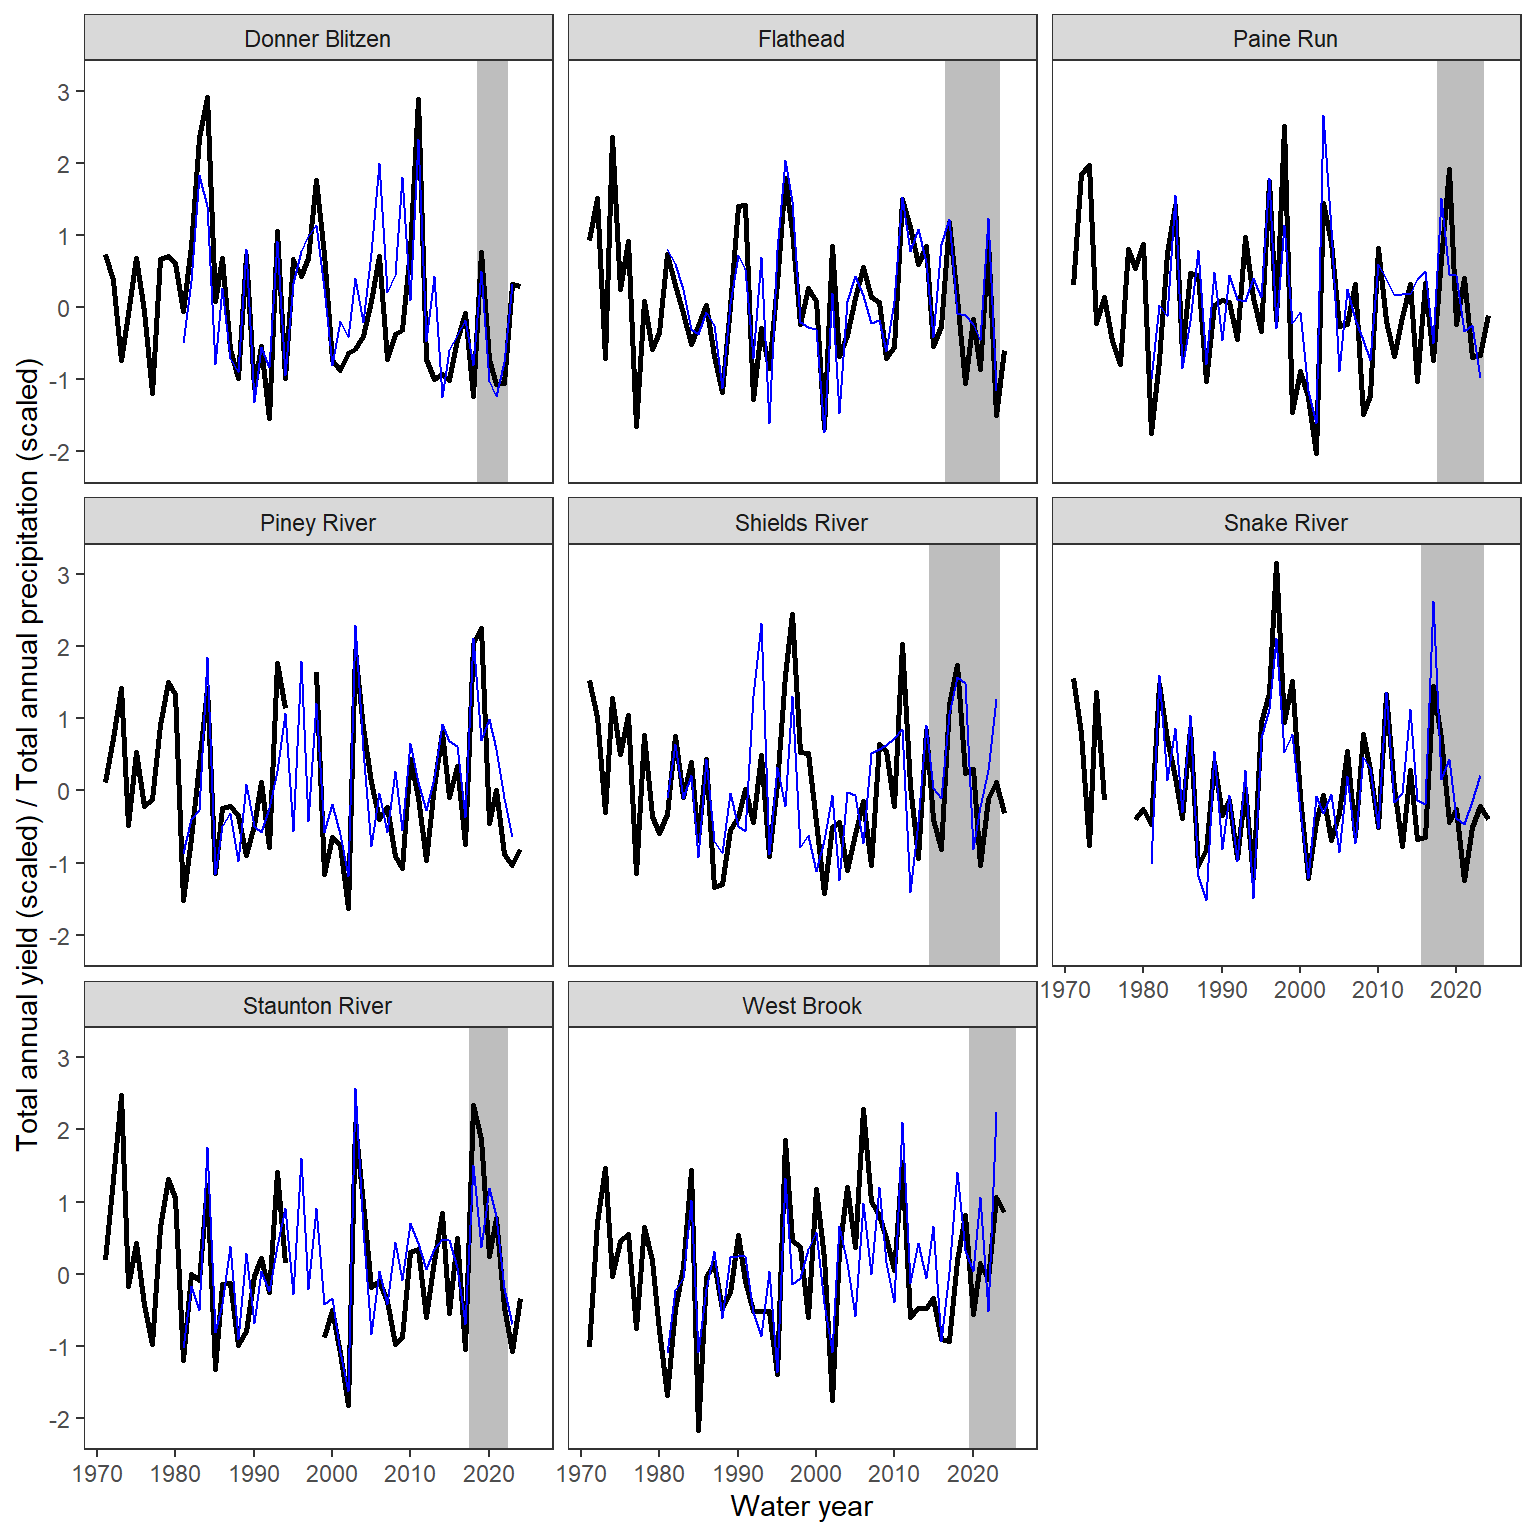 Donner Blitzen
Flathead
Paine Run
3
2
1
0
-1
-2
Piney River
Shields River
Snake River
3
2
1
0
-1
-2
1970 1980 1990 2000 2010 2020
Staunton River
West Brook
3
2
1
0
-1
-2
1970 1980 1990 2000 2010 2020
1970 1980 1990 2000 2010 2020
Water year
Total annual yield (scaled) / Total annual precipitation (scaled)